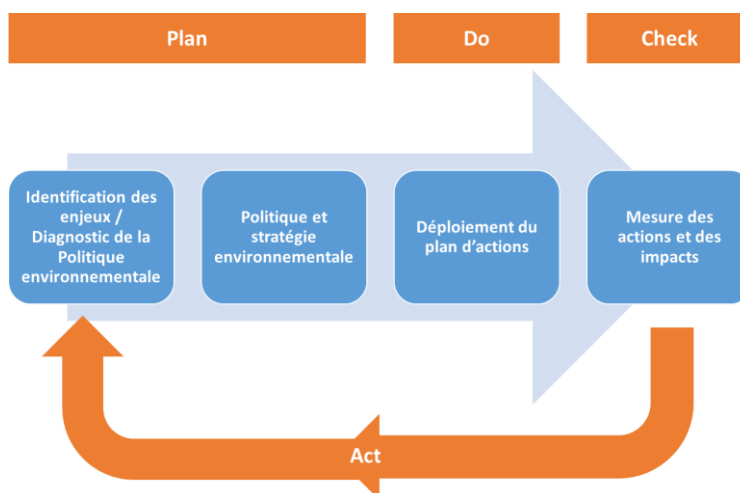 Plan
Do
Check
Identification des
enjeux /
Diagnostic de la
Politique
environnementale
Politique et
stratégie
environnementale
Déploiement du
plan d’actions
Mesure des
actions et des
impacts
Act